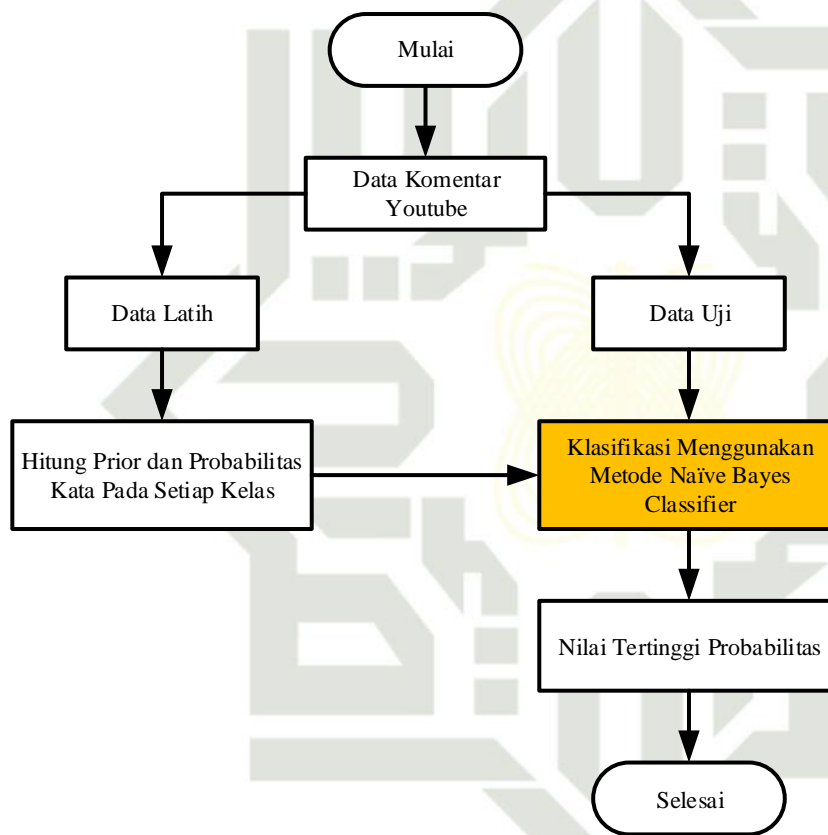 Mulai
Data Komentar
Youtube
Data Latih
Data Uji
Hitung Prior dan Probabilitas
Kata Pada Setiap Kelas
Klasifikasi Menggunakan
Metode Naïve Bayes
Classifier
Nilai Tertinggi Probabilitas
Selesai